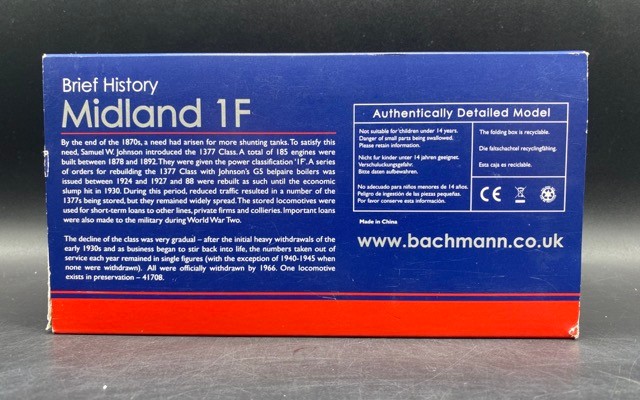 Brief History
Midland 1F
By the end of the 1870s, a need had arisen for more shunting tanks. To satisfy this
need, Samuel W. Johnson introduced the 1377 Class. A total of 185 engines were
built between 1878 and 1892. They were given the power classification '1F'. A series
of orders for rebuilding the 1377 Class with Johnson's G5 belpaire boilers was
issued between 1924 and 1927 and 88 were rebuilt as such until the economic
slump hit in 1930. During this period, reduced traffic resulted in a number of the
1377s being stored, but they remained widely spread. The stored locomotives were
used for short-term loans to other lines, private firms and collieries. Important loans
were also made to the military during World War Two.
The decline of the class was very gradual – after the initial heavy withdrawals of the
early 1930s and as business began to stir back into life, the numbers taken out of
service each year remained in single figures (with the exception of 1940-1945 when
none were withdrawn). All were officially withdrawn by 1966. One locomotive
exists in preservation – 41708.
Authentically Detailed Model
Not suitable for children under 14 years.
Danger of small parts being swallowed.
Please retain information.
Nicht fur kinder unter 14 jahren geeignet.
Verschuluckungsgefahr.
Bitte daten aufbewahren.
No adecuado para niños menores de 14 años.
Peligro de ingestión de las piezas pequeñas.
Por favor conserve esta información.
The folding box is recyclable.
Die faltschachtel recyclingfähing.
Esta caja es reciclable.
CE
Made in China
www.bachmann.co.uk